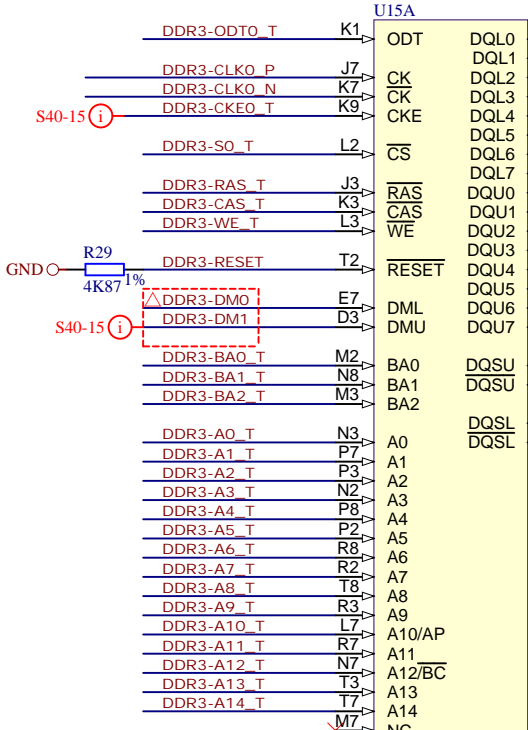 U15A
DDR3-ODT0_T K1 ODT DQL0
DQL1
DDR3-CLK0_P J7 CK DQL2
DDR3-CLK0_N K7 CK DQL3
S40-15 i DDR3-CKE0_T K9 CKE DQL4
DQL5
DDR3-S0_T L2 CS DQL6
DQL7
DDR3-RAS_T J3 RAS DQU0
DDR3-CAS_T K3 CAS DQU1
DDR3-WE_T L3 WE DQU2
R29 DQU3
GND 4K87 1% DDR3-RESET T2 RESET DQU4
DQU5
DDR3-DM0 E7 DML DQU6
S40-15 i DDR3-DM1 D3 DMU DQU7
DDR3-BA0_T M2 BA0 DQSU
DDR3-BA1_T N8 BA1 DQSU
DDR3-BA2_T M3 BA2
DQSL
DDR3-A0_T N3 A0 DQSL
DDR3-A1_T P7 A1
DDR3-A2_T P3 A2
DDR3-A3_T N2 A3
DDR3-A4_T P8 A4
DDR3-A5_T P2 A5
DDR3-A6_T R8 A6
DDR3-A7_T R2 A7
DDR3-A8_T T8 A8
DDR3-A9_T R3 A9
DDR3-A10_T L7 A10/AP
DDR3-A11_T R7 A11
DDR3-A12_T N7 A12/BC
DDR3-A13_T T3 A13
DDR3-A14_T T7 A14
M7 NC